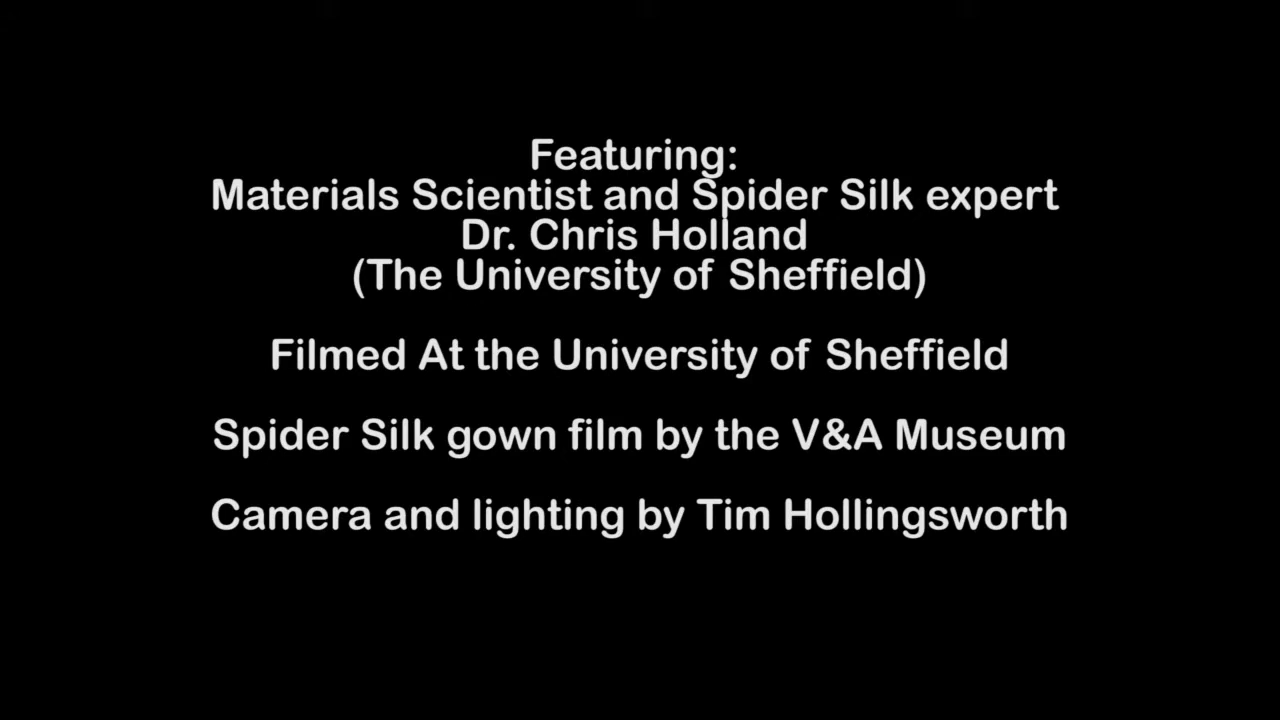 Featuring:
Materials Scientist and Spider Silk expert
Dr. Chris Holland
(The University of Sheffield)
Filmed At the University of Sheffield
Spider Silk gown film by the V&A Museum
Camera and lighting by Tim Hollingsworth